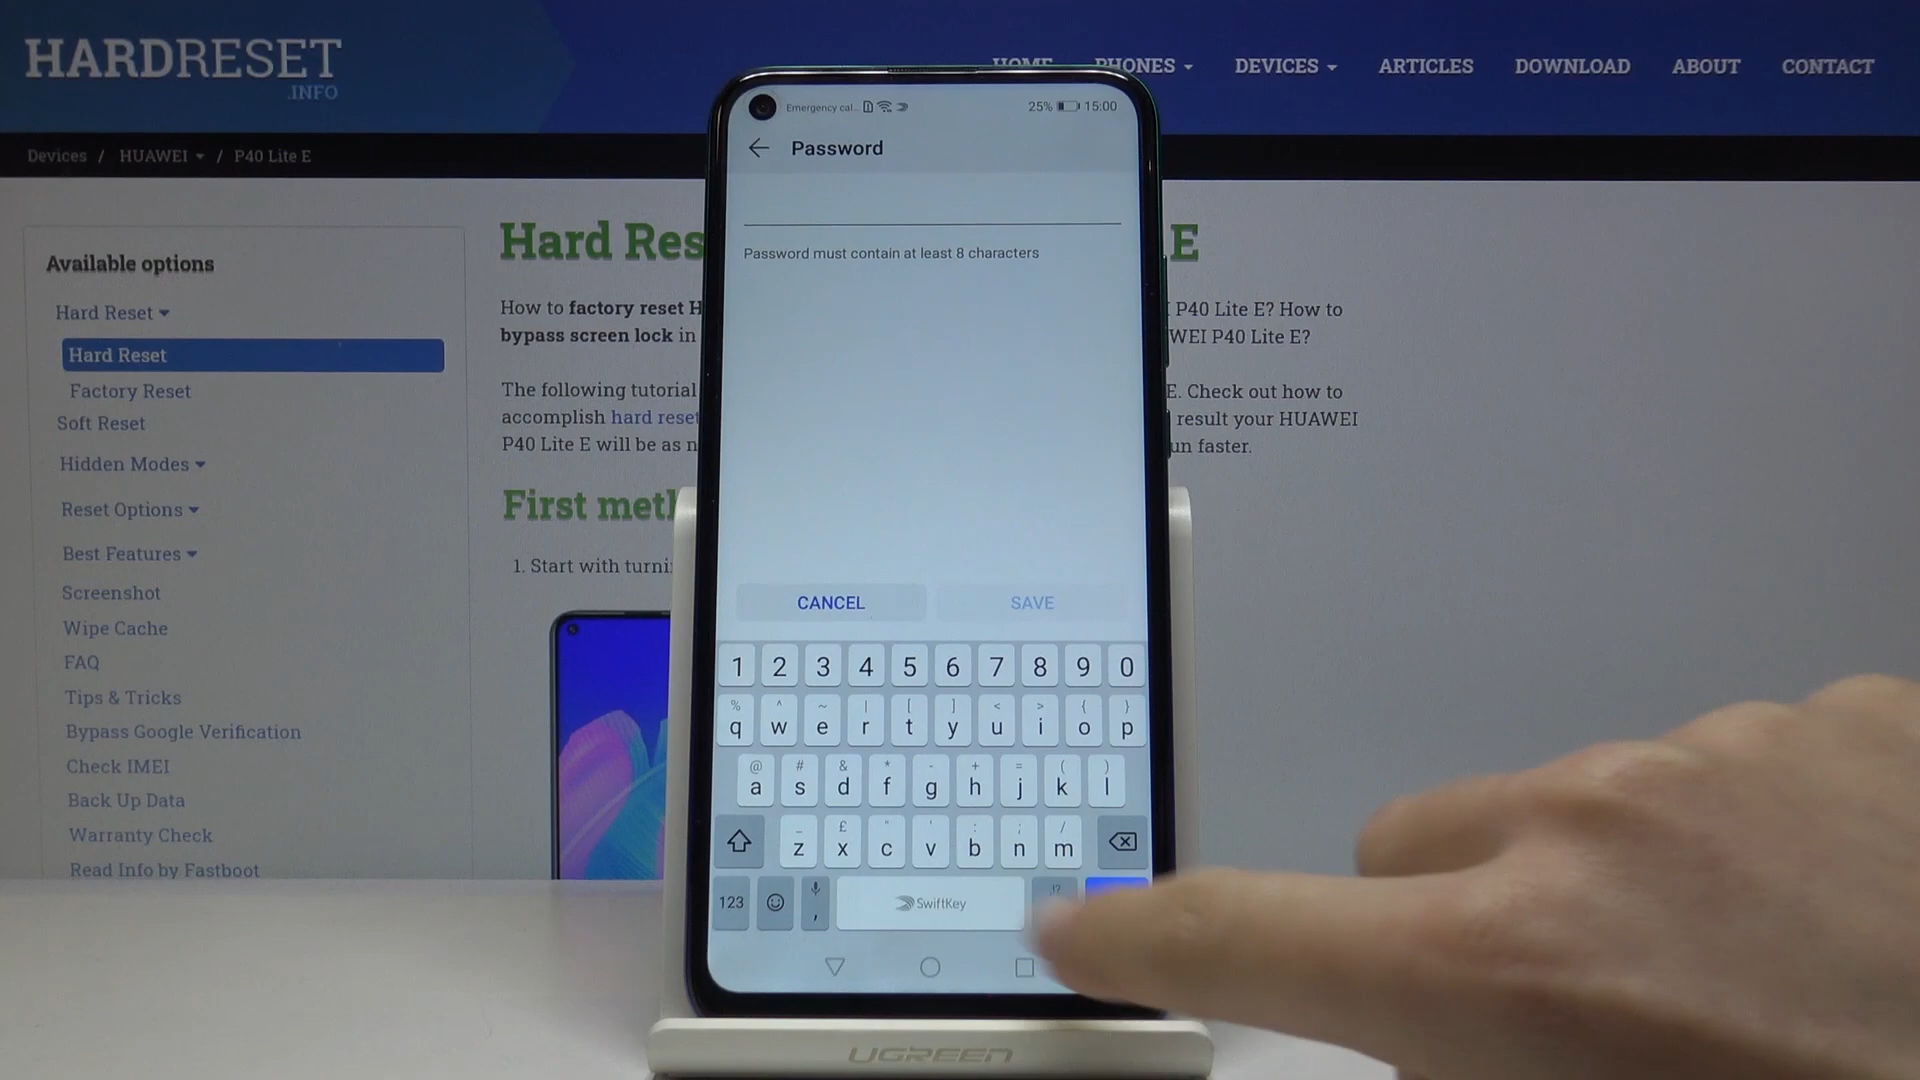 HARDRESET
.INFO
HOME PHONES DEVICES ARTICLES DOWNLOAD ABOUT CONTACT
Devices / HUAWEI / P40 Lite E
Available options
Hard Reset
Hard Reset
Factory Reset
Soft Reset
Hidden Modes
Reset Options
Best Features
Screenshot
Wipe Cache
FAQ
Tips & Tricks
Bypass Google Verification
Check IMEI
Back Up Data
Warranty Check
Read Info by Fastboot
Hard Res E
How to factory reset H I P40 Lite E? How to
bypass screen lock in WEI P40 Lite E?
The following tutorial E. Check out how to
accomplish hard reset result your HUAWEI
P40 Lite E will be as n un faster.
First met
1. Start with turni
Emergency cal... 25% 15:00
← Password
Password must contain at least 8 characters
CANCEL SAVE
1 2 3 4 5 6 7 8 9 0
% ^ ~ | [ ] < > { }
q w e r t y u i o p
@ # & * - + = ( )
a s d f g h j k l
_ £ " ' : ; /
z x c v b n m
123 , SwiftKey !?
UGREEN